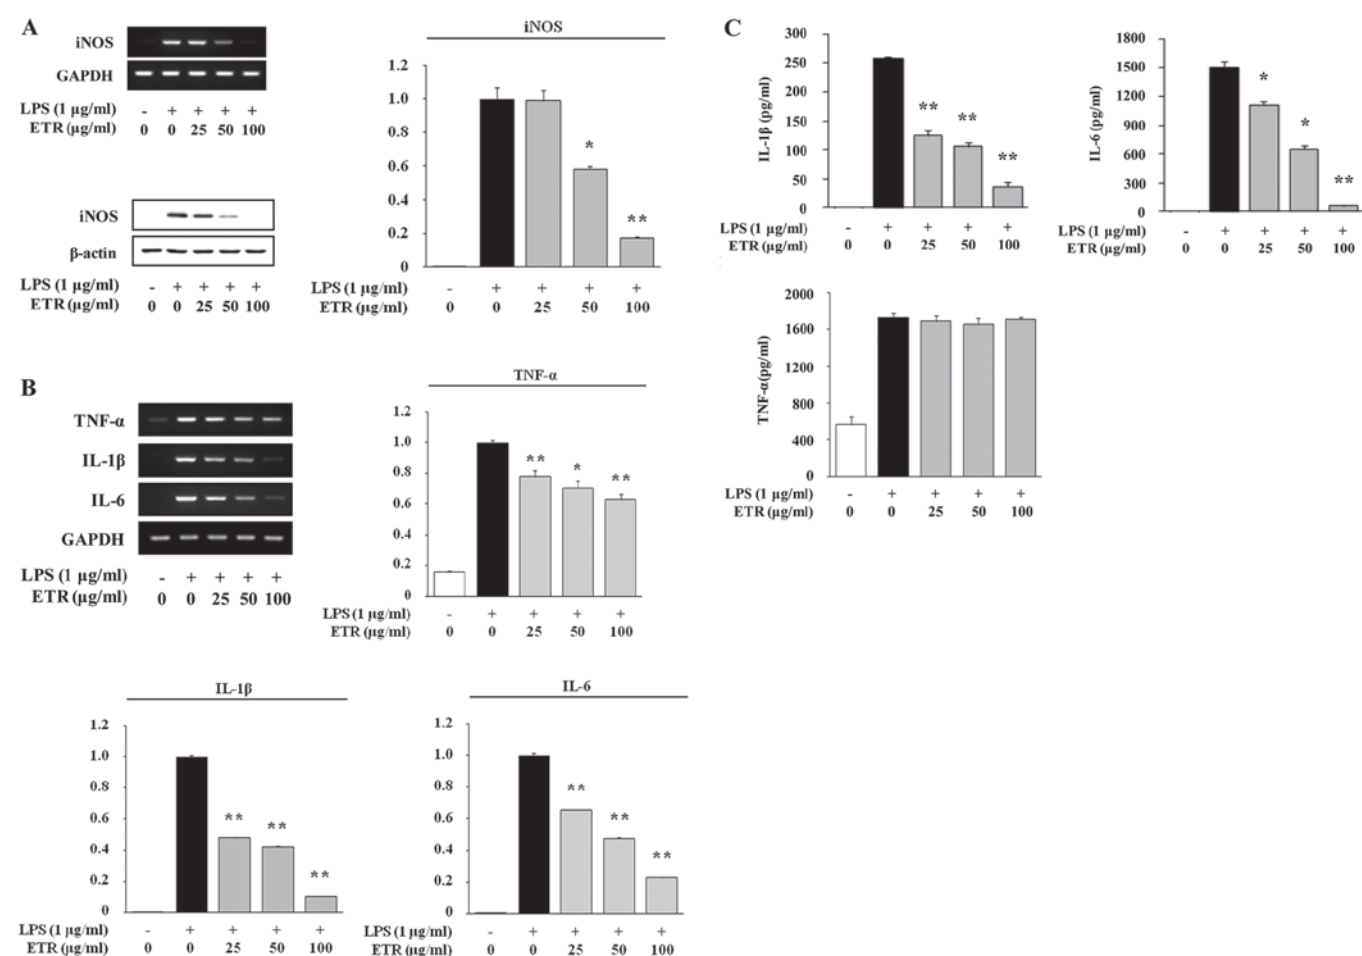 A
iNOS
GAPDH
LPS (1 µg/ml) - + + + +
ETR (µg/ml) 0 0 25 50 100
iNOS
β-actin
LPS (1 µg/ml) - + + + +
ETR (µg/ml) 0 0 25 50 100
iNOS
1.2
1.0
0.8
0.6
0.4
0.2
0
*
**
LPS (1 µg/ml) - + + + +
ETR (µg/ml) 0 0 25 50 100
B
TNF-α
IL-1β
IL-6
GAPDH
LPS (1 µg/ml) - + + + +
ETR (µg/ml) 0 0 25 50 100
TNF-α
1.2
1.0
0.8
0.6
0.4
0.2
0
** * **
LPS (1 µg/ml) - + + + +
ETR (µg/ml) 0 0 25 50 100
IL-1β
1.2
1.0
0.8
0.6
0.4
0.2
0
** ** **
LPS (1 µg/ml) - + + + +
ETR (µg/ml) 0 0 25 50 100
IL-6
1.2
1.0
0.8
0.6
0.4
0.2
0
** ** **
LPS (1 µg/ml) - + + + +
ETR (µg/ml) 0 0 25 50 100
C
IL-1β (pg/ml)
300
250
200
150
100
50
0
** ** **
LPS (1 µg/ml) - + + + +
ETR (µg/ml) 0 0 25 50 100
IL-6 (pg/ml)
1800
1500
1200
900
600
300
0
* * **
LPS (1 µg/ml) - + + + +
ETR (µg/ml) 0 0 25 50 100
TNF-α(pg/ml)
2000
1600
1200
800
400
0
LPS (1 µg/ml) - + + + +
ETR (µg/ml) 0 0 25 50 100